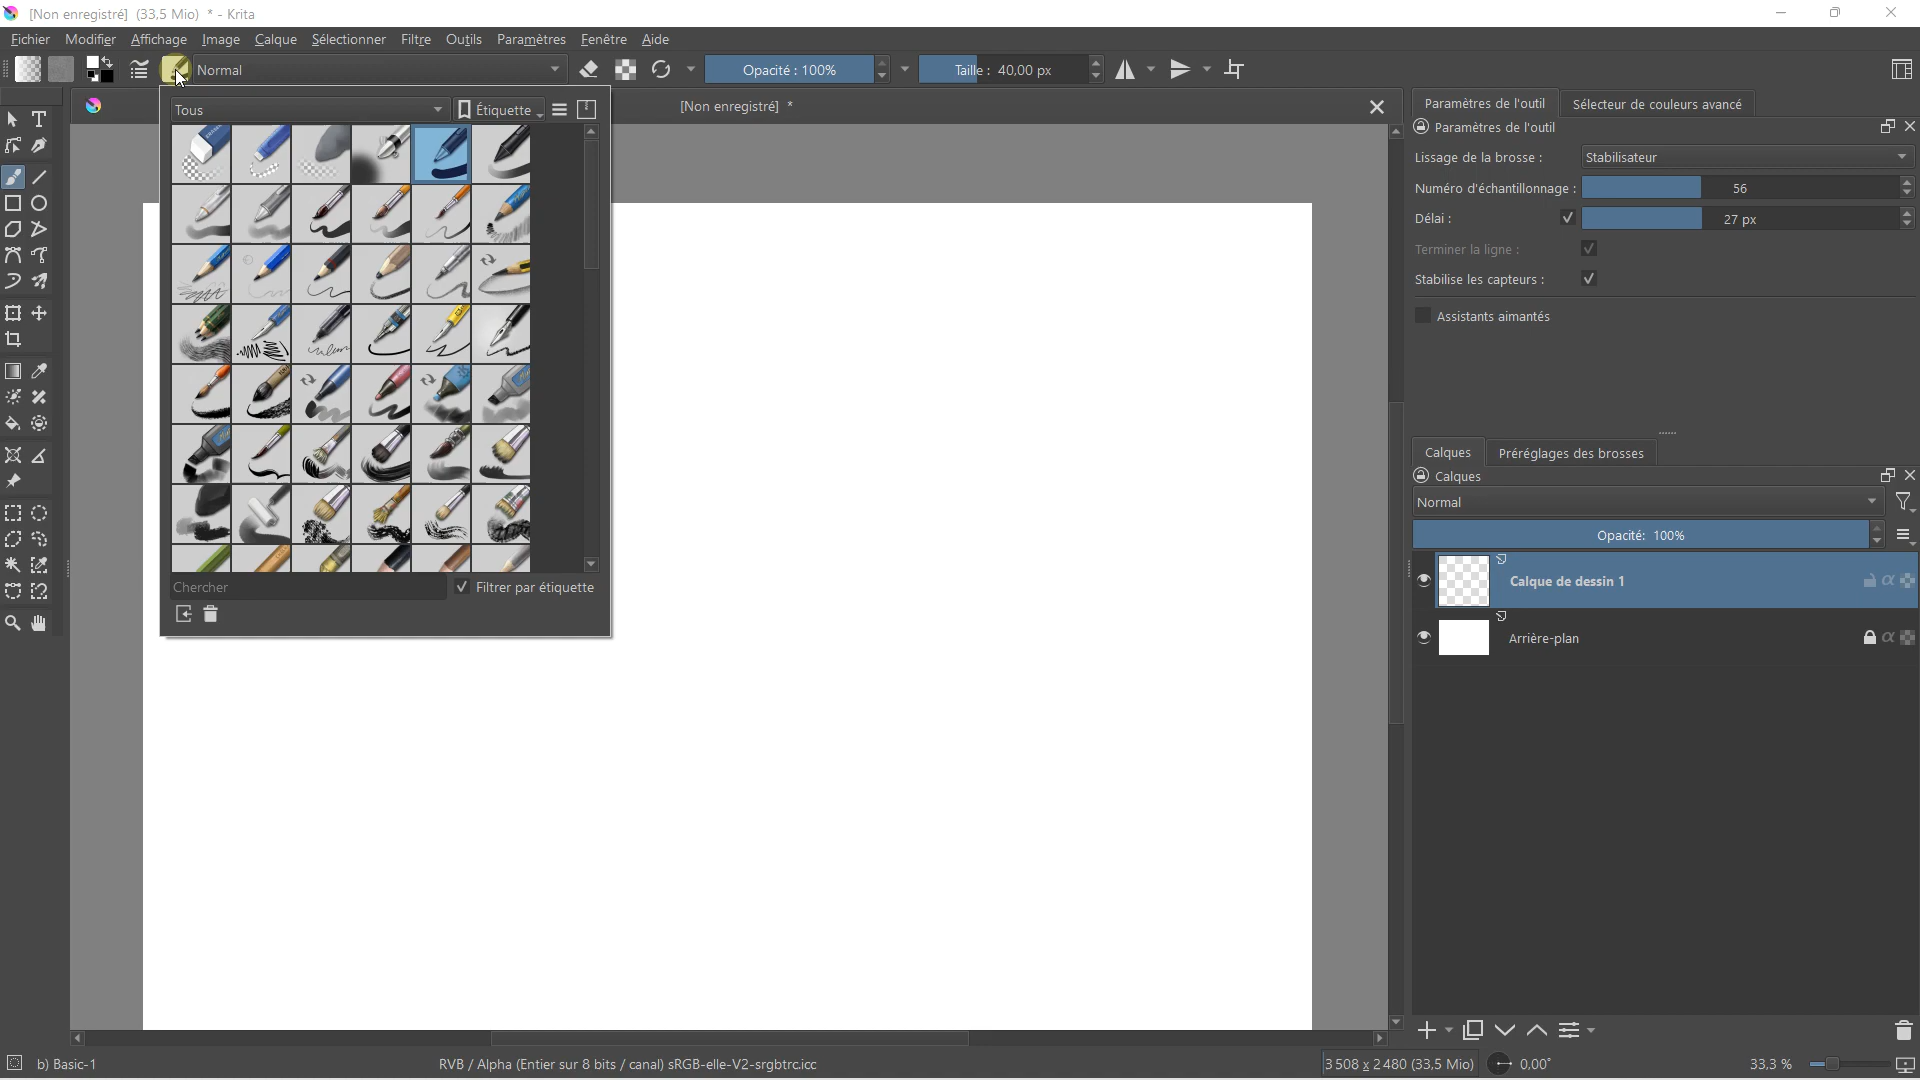 [Non enregistré] (33,5 Mio) * - Krita
Fichier Modifier Affichage Image Calque Sélectionner Filtre Outils Paramètres Fenêtre Aide
Normal
Opacité : 100%
Taille : 40,00 px
Tous
Étiquette
[Non enregistré] *
Paramètres de l'outil
Sélecteur de couleurs avancé
Paramètres de l'outil
Lissage de la brosse :
Stabilisateur
Numéro d'échantillonnage :
56
Délai :
27 px
Terminer la ligne :
Stabilise les capteurs :
Assistants aimantés
Calques
Préréglages des brosses
Calques
Normal
Opacité: 100%
Calque de dessin 1
Arrière-plan
Chercher
Filtrer par étiquette
b) Basic-1
RVB / Alpha (Entier sur 8 bits / canal) sRGB-elle-V2-srgbtrc.icc
3 508 x 2 480 (33,5 Mio)
0,00°
33,3 %